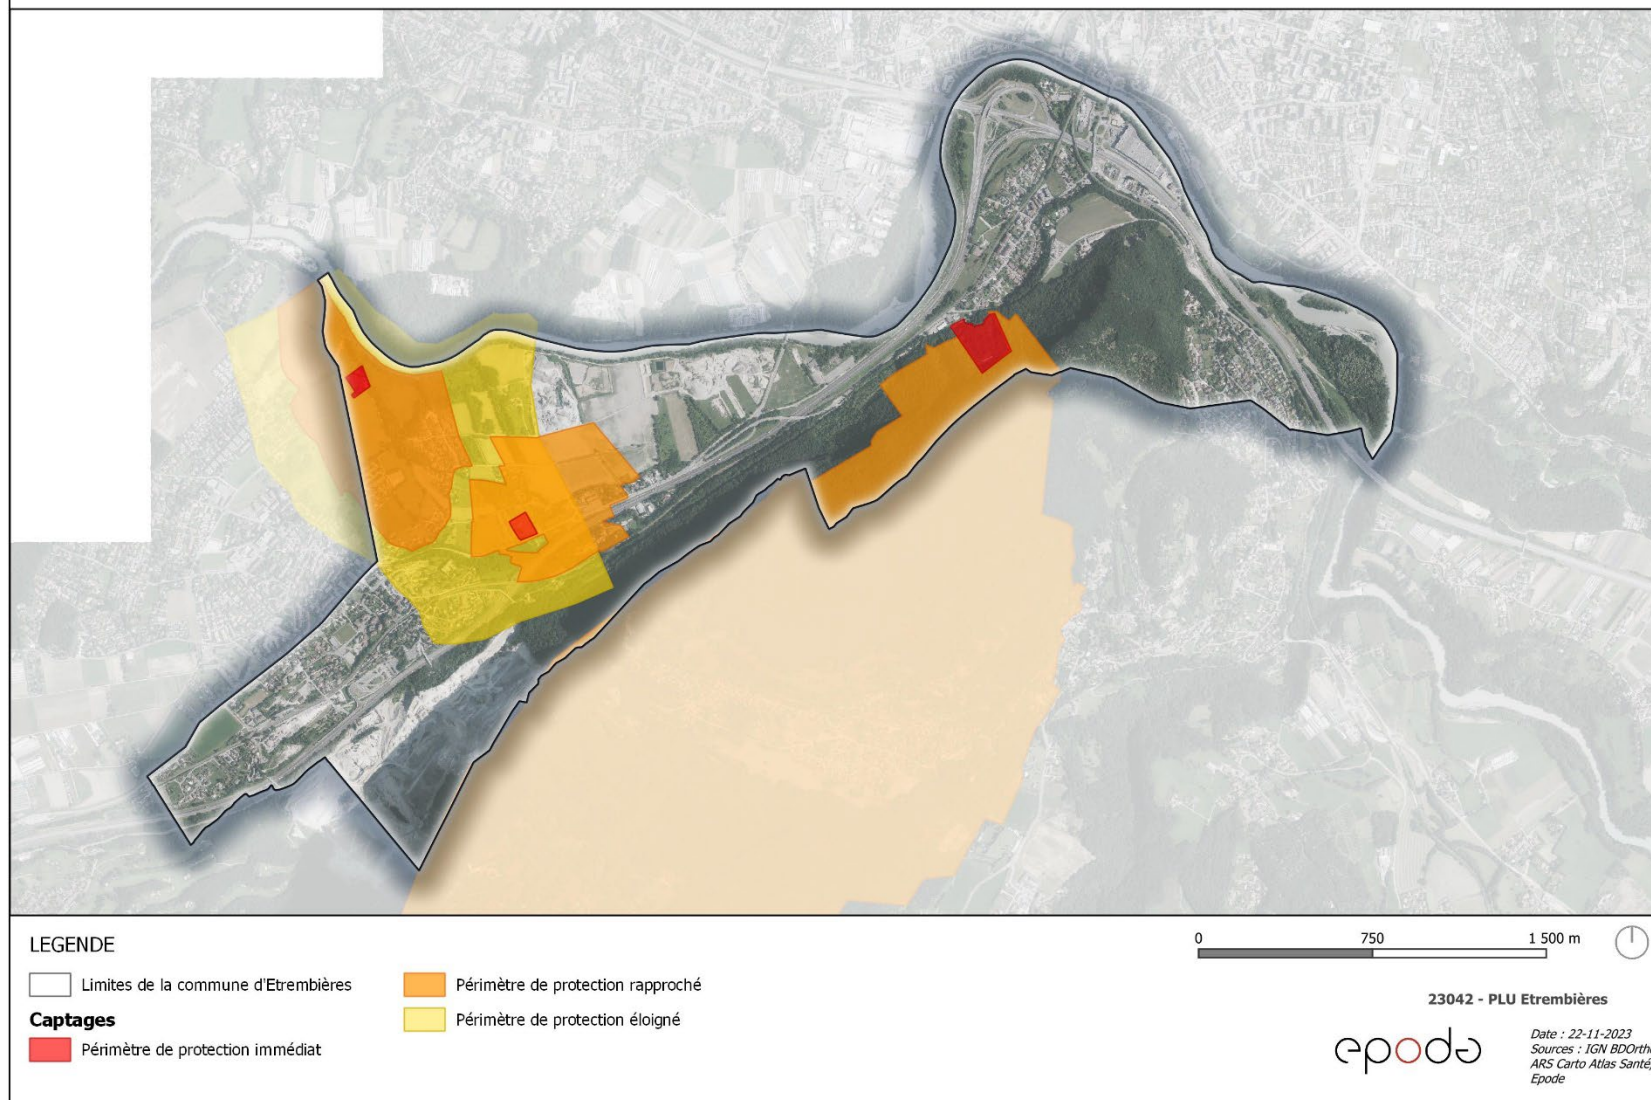 LEGENDE
Limites de la commune d'Etrembières
Captages
Périmètre de protection immédiat
Périmètre de protection rapproché
Périmètre de protection éloigné
0 750 1 500 m
23042 - PLU Etrembières
epode
Date : 22-11-2023
Sources : IGN BDOrtho
ARS Carto Atlas Santé,
Epode